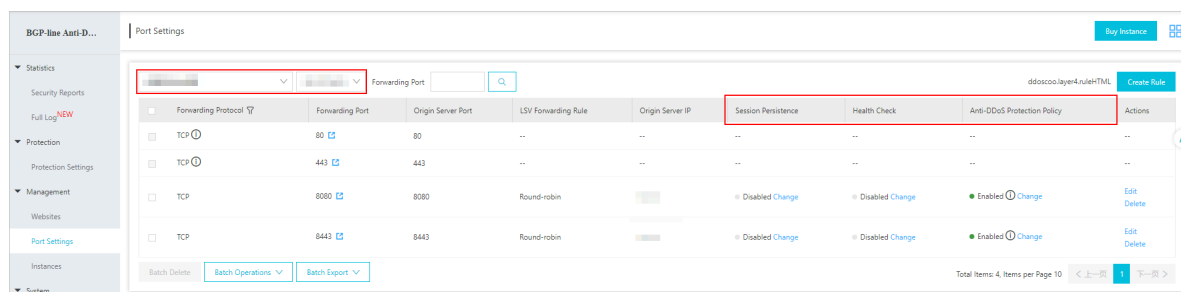 BGP-line Anti-D...
Port Settings
Buy Instance
Statistics
Security Reports
Full Log NEW
Protection
Protection Settings
Management
Websites
Port Settings
Instances
System
Forwarding Port
ddoscoo.layer4.ruleHTML
Create Rule
Forwarding Protocol Forwarding Port Origin Server Port LSV Forwarding Rule Origin Server IP Session Persistence Health Check Anti-DDoS Protection Policy Actions
TCP 80 80 -- -- -- -- -- --
TCP 443 443 -- -- -- -- -- --
TCP 8080 8080 Round-robin Disabled Change Disabled Change Enabled Change Edit
Delete
TCP 8443 8443 Round-robin Disabled Change Disabled Change Enabled Change Edit
Delete
Batch Delete Batch Operations Batch Export Total Items: 4, Items per Page 10 上一页 1 下一页